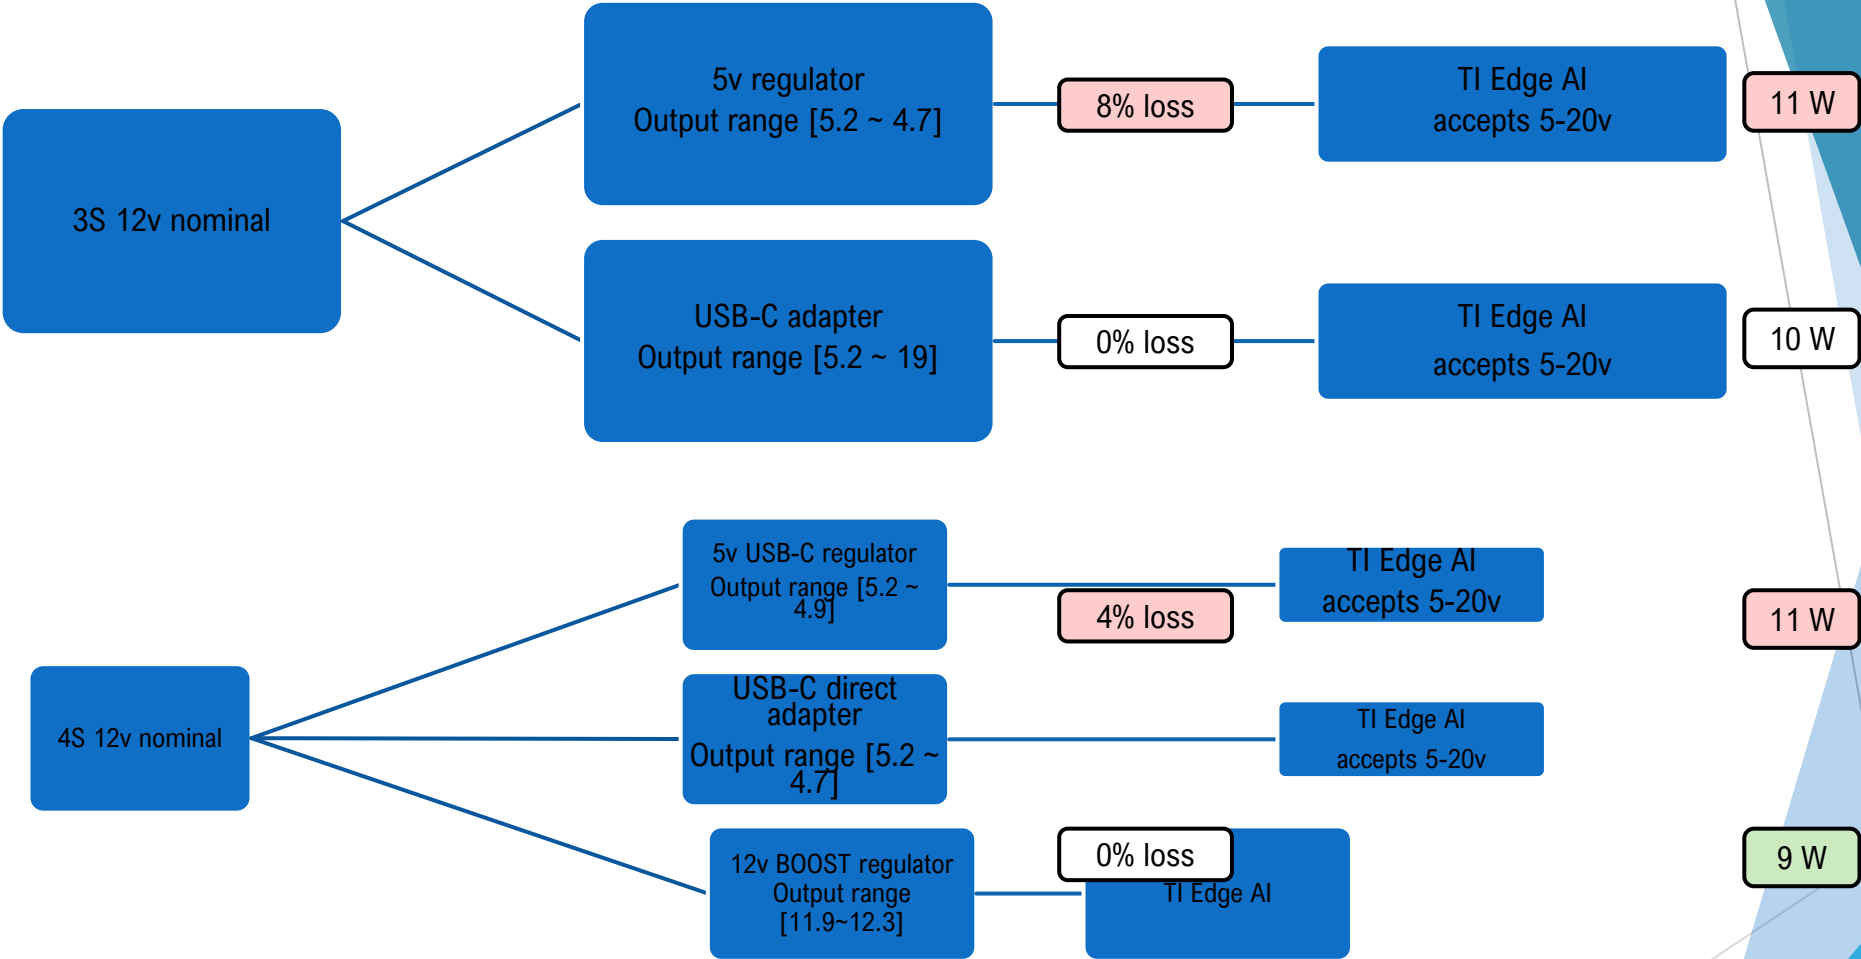 3S 12v nominal
5v regulator
Output range [5.2 ~ 4.7]
8% loss
TI Edge AI
accepts 5-20v
11 W
USB-C adapter
Output range [5.2 ~ 19]
0% loss
TI Edge AI
accepts 5-20v
10 W
4S 12v nominal
5v USB-C regulator
Output range [5.2 ~
4.9]
4% loss
TI Edge AI
accepts 5-20v
11 W
USB-C direct
adapter
Output range [5.2 ~
4.7]
TI Edge AI
accepts 5-20v
12v BOOST regulator
Output range
[11.9~12.3]
0% loss
TI Edge AI
9 W